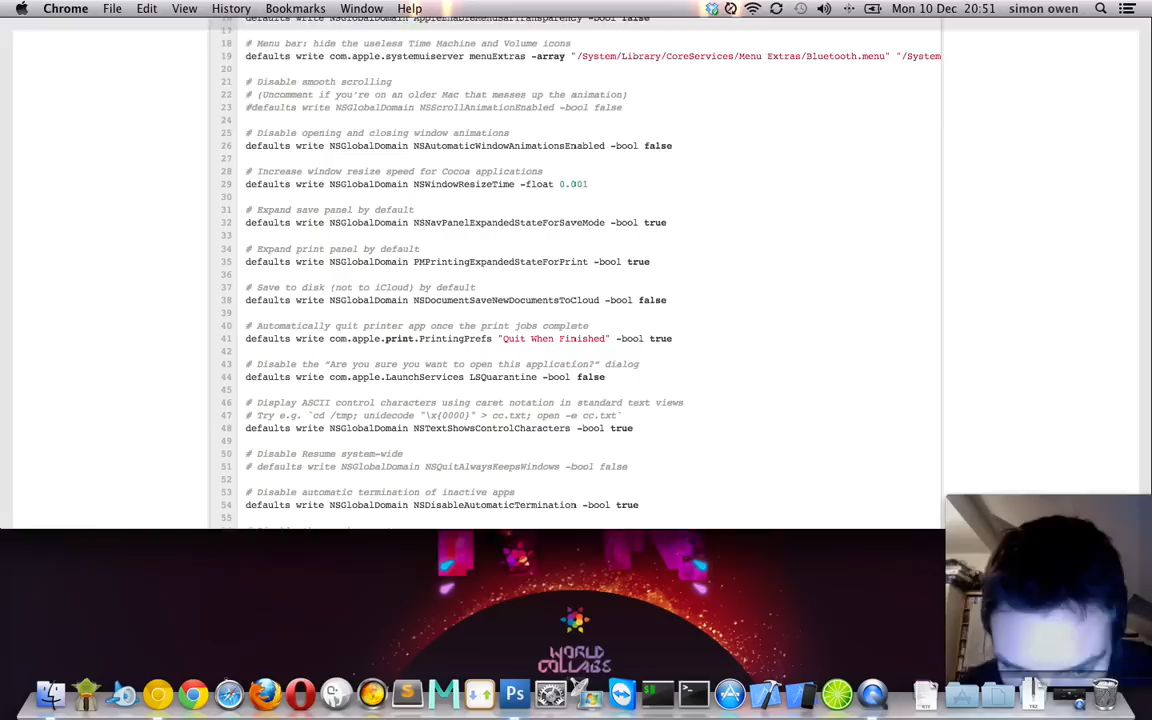 Chrome File Edit View History Bookmarks Window Help Mon 10 Dec 20:51 simon owen
17
18 # Menu bar: hide the useless Time Machine and Volume icons
19 defaults write com.apple.systemuiserver menuExtras -array "/System/Library/CoreServices/Menu Extras/Bluetooth.menu" "/System
20
21 # Disable smooth scrolling
22 # (Uncomment if you're on an older Mac that messes up the animation)
23 #defaults write NSGlobalDomain NSScrollAnimationEnabled -bool false
24
25 # Disable opening and closing window animations
26 defaults write NSGlobalDomain NSAutomaticWindowAnimationsEnabled -bool false
27
28 # Increase window resize speed for Cocoa applications
29 defaults write NSGlobalDomain NSWindowResizeTime -float 0.001
30
31 # Expand save panel by default
32 defaults write NSGlobalDomain NSNavPanelExpandedStateForSaveMode -bool true
33
34 # Expand print panel by default
35 defaults write NSGlobalDomain PMPrintingExpandedStateForPrint -bool true
36
37 # Save to disk (not to iCloud) by default
38 defaults write NSGlobalDomain NSDocumentSaveNewDocumentsToCloud -bool false
39
40 # Automatically quit printer app once the print jobs complete
41 defaults write com.apple.print.PrintingPrefs "Quit When Finished" -bool true
42
43 # Disable the “Are you sure you want to open this application?” dialog
44 defaults write com.apple.LaunchServices LSQuarantine -bool false
45
46 # Display ASCII control characters using caret notation in standard text views
47 # Try e.g. `cd /tmp; unidecode "\x{0000}" > cc.txt; open -e cc.txt`
48 defaults write NSGlobalDomain NSTextShowsControlCharacters -bool true
49
50 # Disable Resume system-wide
51 # defaults write NSGlobalDomain NSQuitAlwaysKeepsWindows -bool false
52
53 # Disable automatic termination of inactive apps
54 defaults write NSGlobalDomain NSDisableAutomaticTermination -bool true
55
WORLD
COLLABS
Ps